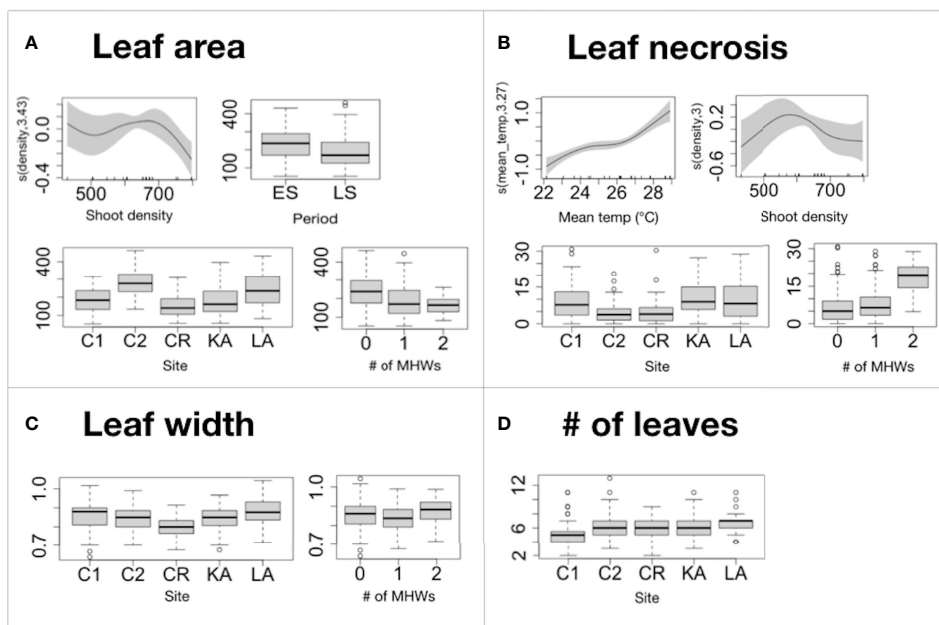 A Leaf area
s(density,3.43)
0.0
-0.4
500 700
Shoot density
400
100
ES LS
Period
400
100
C1 C2 CR KA LA
Site
400
100
0 1 2
# of MHWs
B Leaf necrosis
s(mean_temp,3.27)
1.0
-1.0
22 24 26 28
Mean temp (°C)
s(density,3)
0.2
-0.6
500 700
Shoot density
30
15
0
C1 C2 CR KA LA
Site
30
15
0
0 1 2
# of MHWs
C Leaf width
1.0
0.7
C1 C2 CR KA LA
Site
1.0
0.7
0 1 2
# of MHWs
D # of leaves
12
6
2
C1 C2 CR KA LA
Site